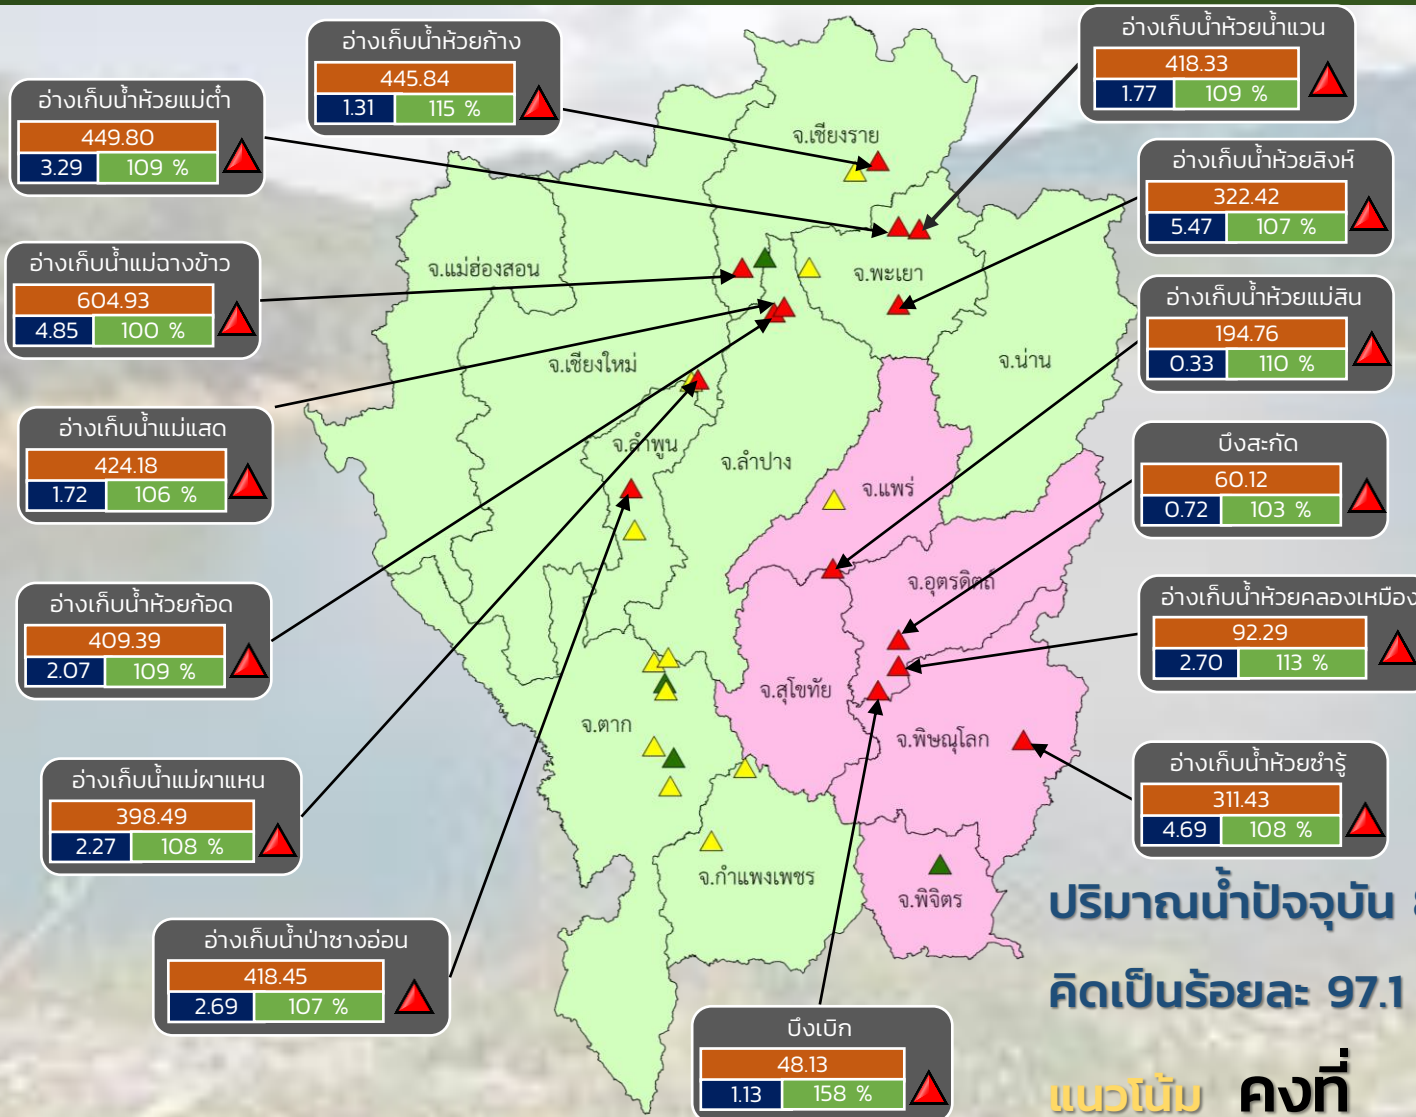 อ่างเก็บน้ำห้วยก้าง
445.84
1.31 115 %
อ่างเก็บน้ำห้วยน้ำแวน
418.33
1.77 109 %
อ่างเก็บน้ำห้วยแม่ต่ำ
449.80
3.29 109 %
อ่างเก็บน้ำห้วยสิงห์
322.42
5.47 107 %
อ่างเก็บน้ำแม่ฉางข้าว
604.93
4.85 100 %
อ่างเก็บน้ำห้วยแม่สิน
194.76
0.33 110 %
อ่างเก็บน้ำแม่แสด
424.18
1.72 106 %
บึงสะกัด
60.12
0.72 103 %
อ่างเก็บน้ำห้วยก้อด
409.39
2.07 109 %
อ่างเก็บน้ำห้วยคลองเหมือง
92.29
2.70 113 %
อ่างเก็บน้ำแม่ผาแหน
398.49
2.27 108 %
อ่างเก็บน้ำห้วยซำรู้
311.43
4.69 108 %
อ่างเก็บน้ำป่าซางอ่อน
418.45
2.69 107 %
บึงเบิก
48.13
1.13 158 %
จ.เชียงราย
จ.แม่ฮ่องสอน
จ.พะเยา
จ.เชียงใหม่
จ.น่าน
จ.ลำพูน
จ.ลำปาง
จ.แพร่
จ.อุตรดิตถ์
จ.สุโขทัย
จ.ตาก
จ.พิษณุโลก
จ.กำแพงเพชร
จ.พิจิตร
ปริมาณน้ำปัจจุบัน
คิดเป็นร้อยละ 97.1
แนวโน้ม คงที่